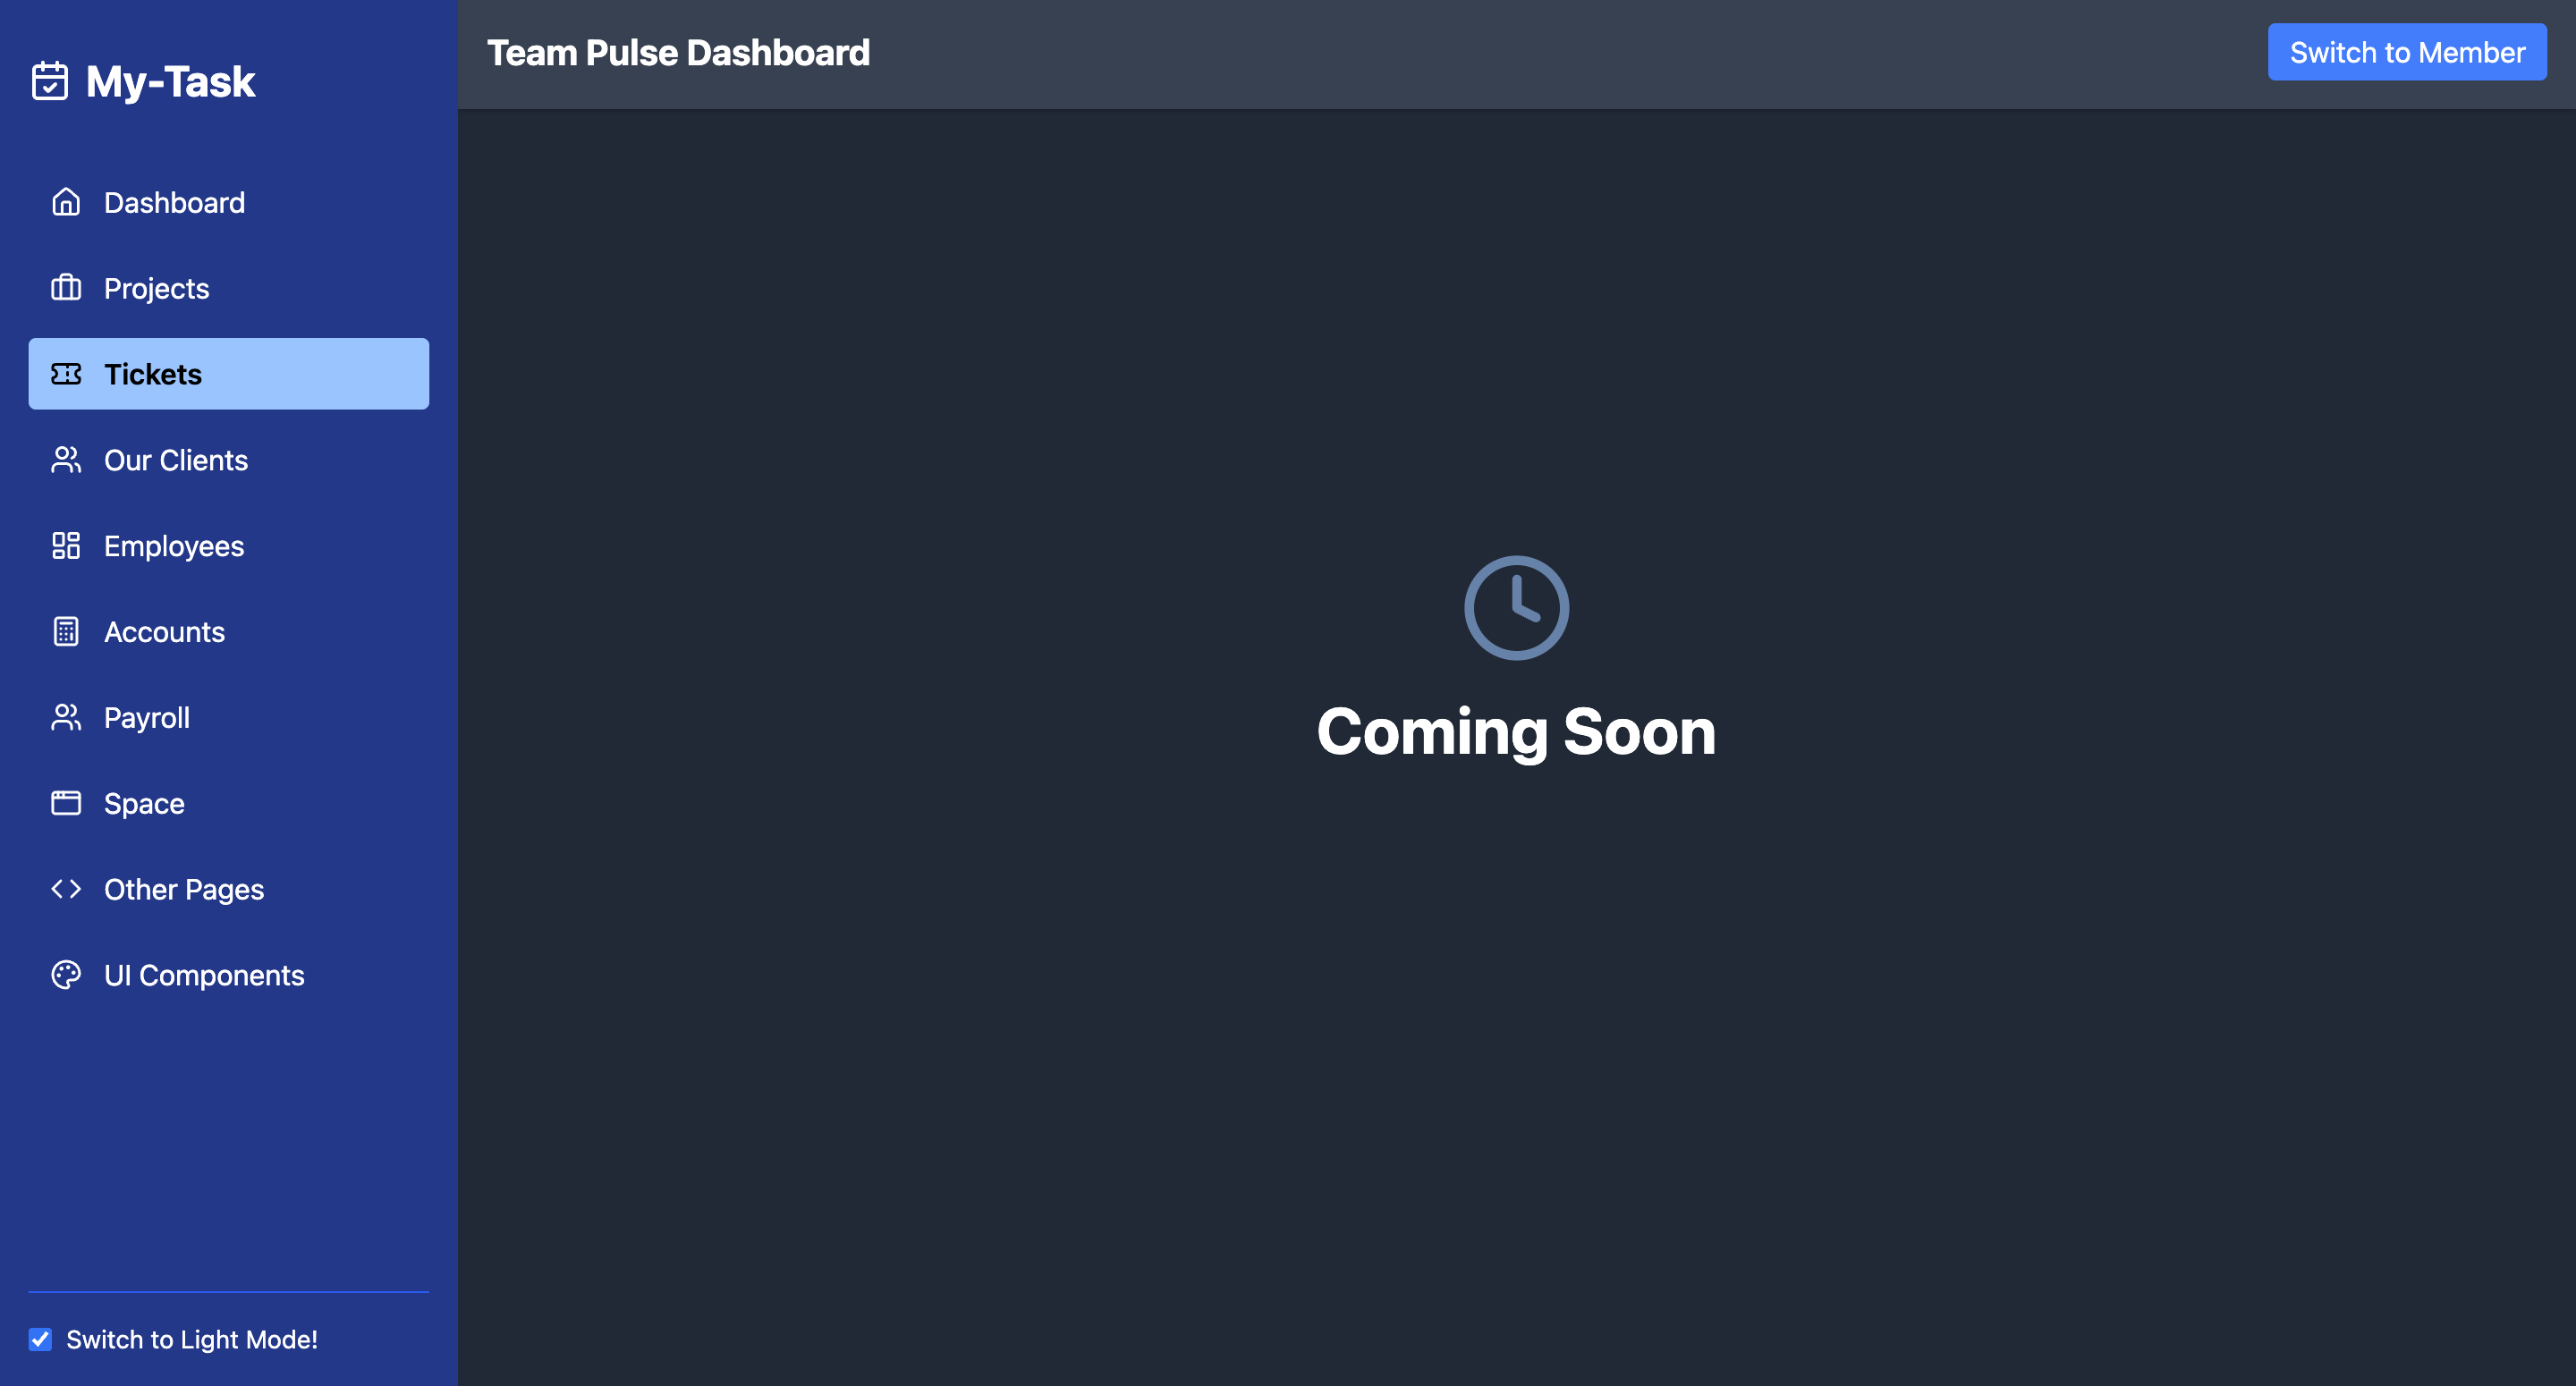 My-Task
Dashboard
Projects
Tickets
Our Clients
Employees
Accounts
Payroll
Space
Other Pages
UI Components
Switch to Light Mode!
Team Pulse Dashboard
Switch to Member
Coming Soon